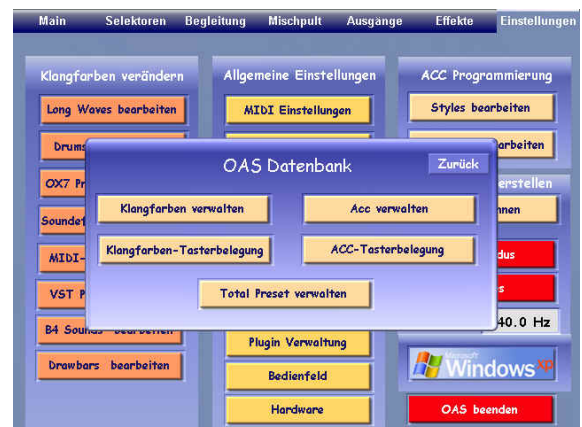 Main Selektoren Begleitung Mischpult Ausgänge Effekte Einstellungen
Klangfarben verändern
Allgemeine Einstellungen
ACC Programmierung
Long Waves bearbeiten
MIDI Einstellungen
Styles bearbeiten
Drums
arbeiten
OX7 Pr
erstellen
Soundef
nnen
MIDI-
dus
VST P
s
B4 Sounds bearbeiten
40.0 Hz
OAS Datenbank
Zurück
Klangfarben verwalten
Acc verwalten
Klangfarben-Tasterbelegung
ACC-Tasterbelegung
Total Preset verwalten
Drawbars bearbeiten
Plugin Verwaltung
Bedienfeld
Hardware
Microsoft
Windows xp
OAS beenden